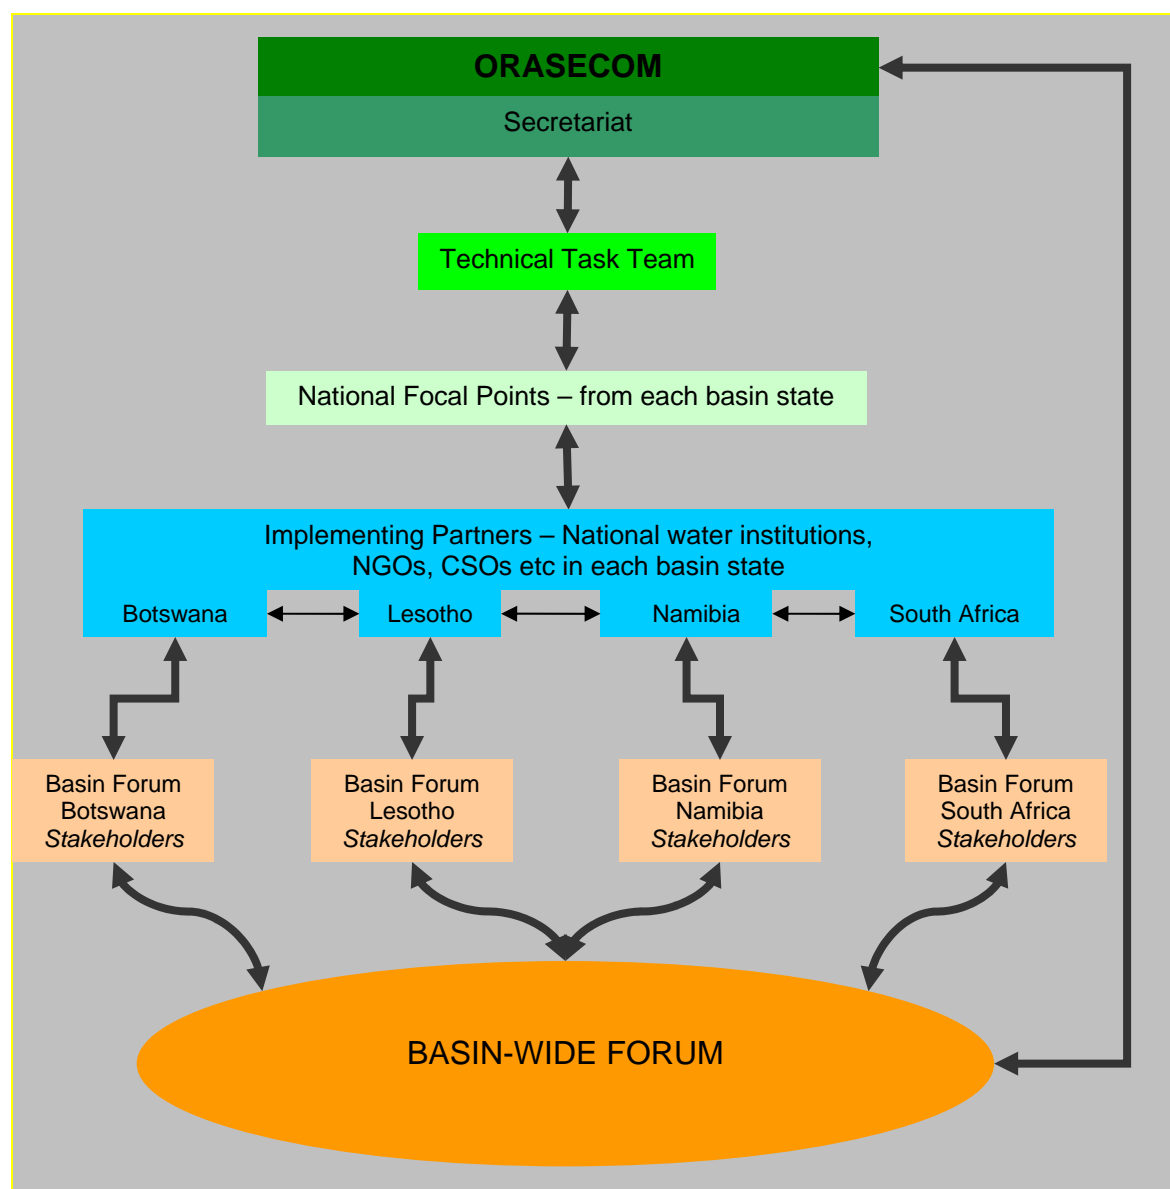 ORASECOM
Secretariat
Technical Task Team
National Focal Points – from each basin state
Implementing Partners – National water institutions,
NGOs, CSOs etc in each basin state
Botswana
Lesotho
Namibia
South Africa
Basin Forum
Botswana
Stakeholders
Basin Forum
Lesotho
Stakeholders
Basin Forum
Namibia
Stakeholders
Basin Forum
South Africa
Stakeholders
BASIN-WIDE FORUM